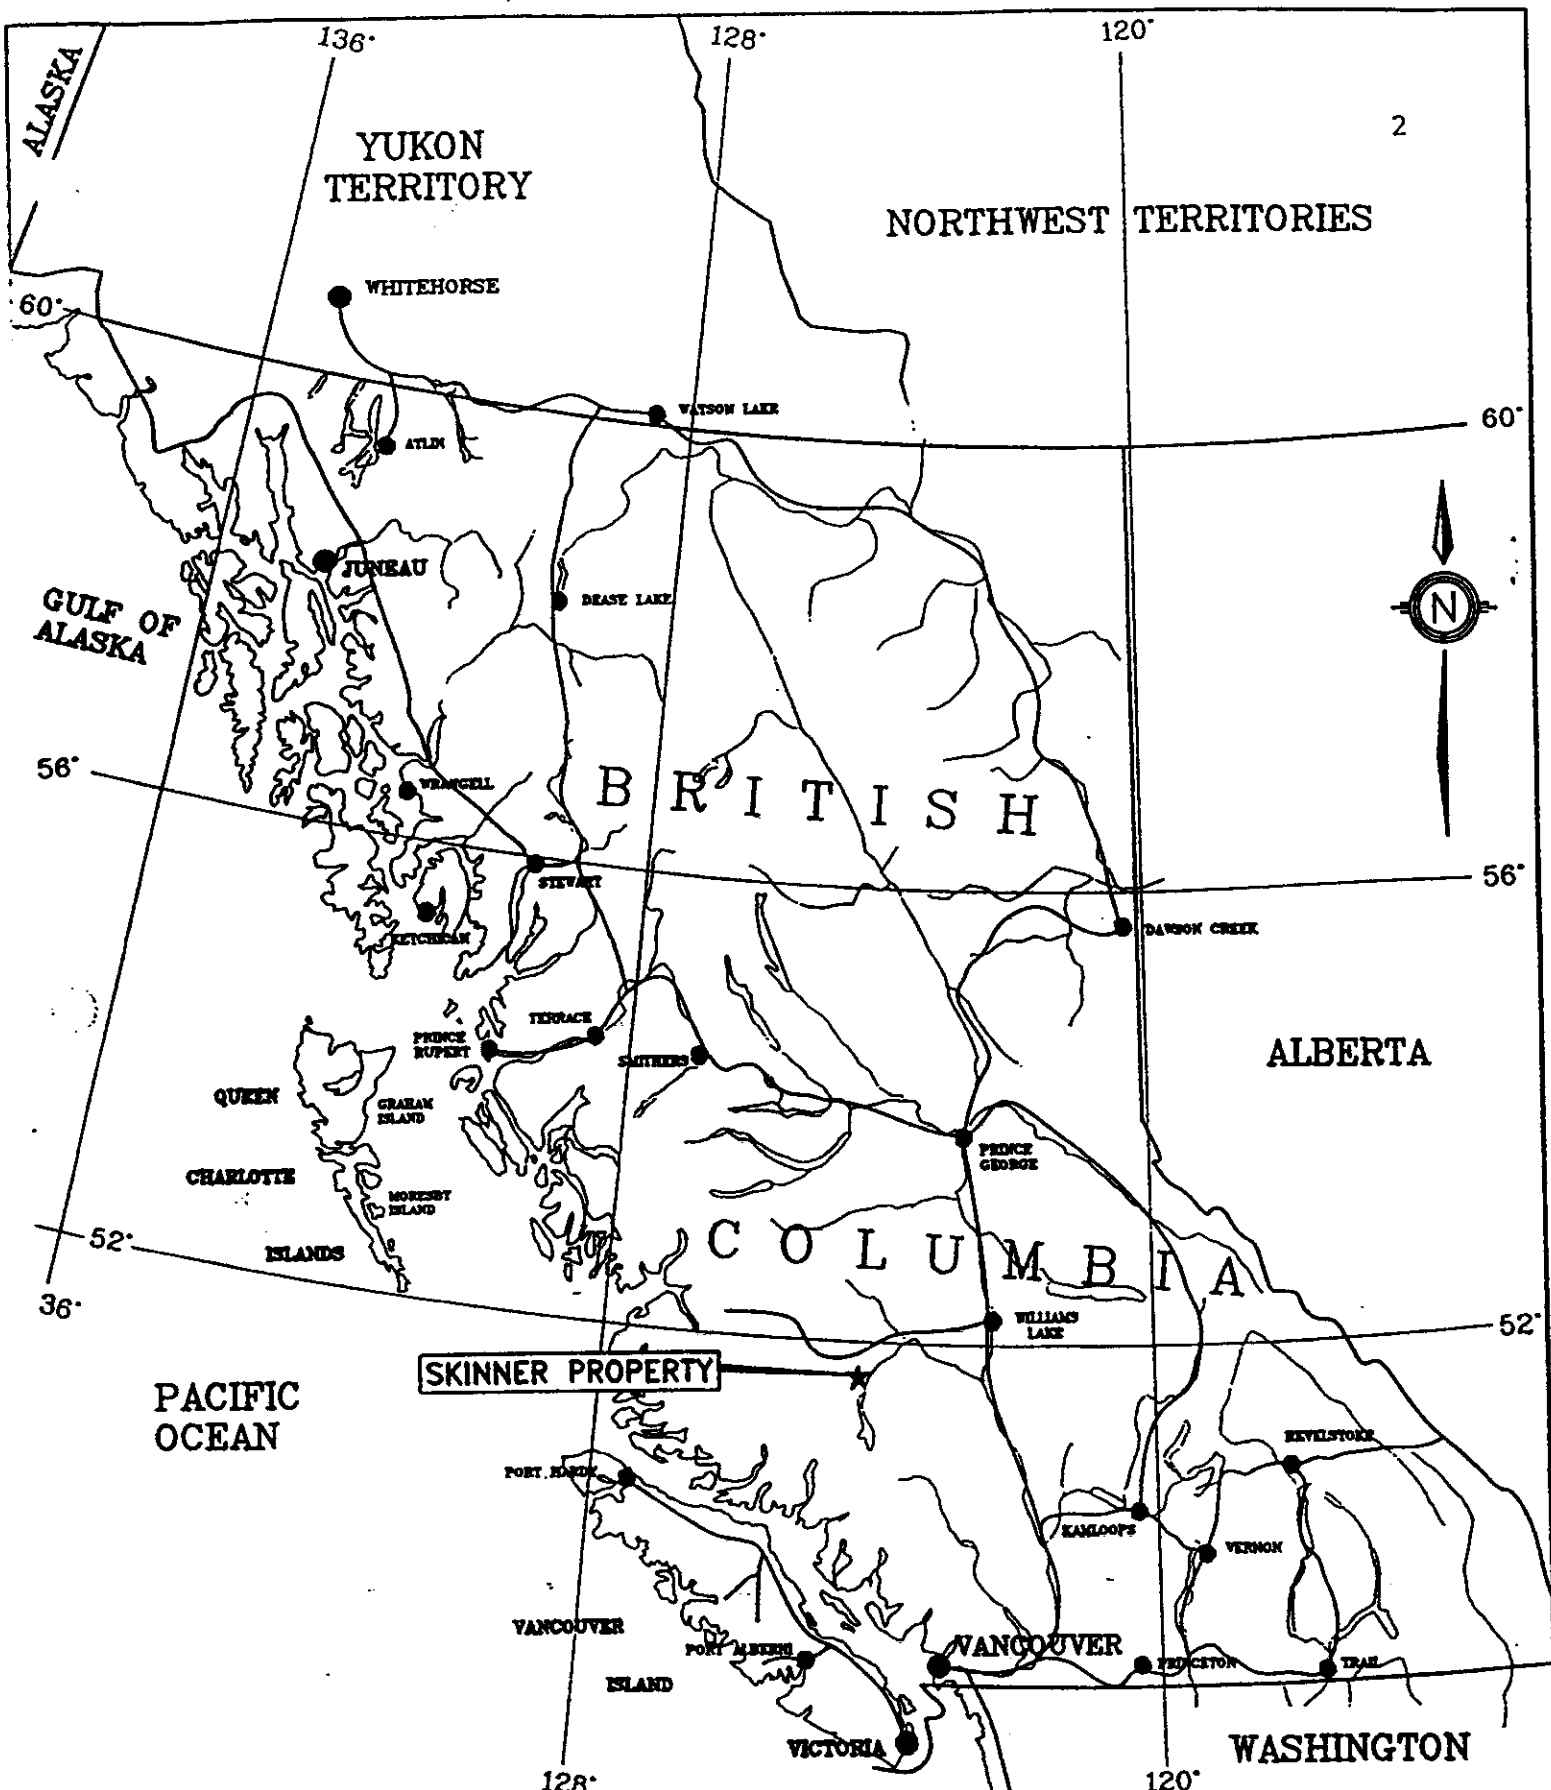 136°
128°
120°
ALASKA
2
YUKON
TERRITORY
NORTHWEST TERRITORIES
WHITEHORSE
60°
WATSON LAKE
60°
ATLIN
JUNEAU
DEASE LAKE
N
GULF OF
ALASKA
56°
WRANGELL
BRITISH
STEWART
56°
KETCHIKAN
DAWSON CREEK
TERRACE
PRINCE
RUPERT
SMITHERS
ALBERTA
QUEEN
GRAHAM
ISLAND
PRINCE
GEORGE
CHARLOTTE
MORESBY
ISLAND
52°
ISLANDS
COLUMBIA
36°
WILLIAMS
LAKE
52°
SKINNER PROPERTY
PACIFIC
OCEAN
REVELSTOKE
PORT HARDY
KAMLOOPS
VERNON
VANCOUVER
ISLAND
PORT ALBERNI
VANCOUVER
PRINCETON
TRAIL
VICTORIA
WASHINGTON
128°
120°